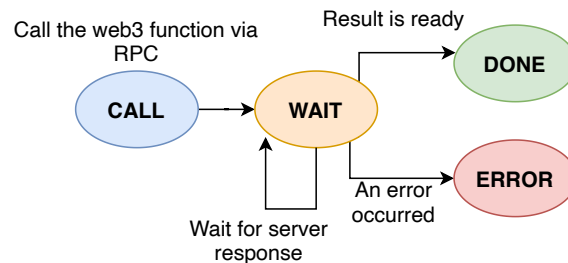 Call the web3 function via
RPC
Result is ready
CALL
WAIT
DONE
ERROR
An error
occurred
Wait for server
response